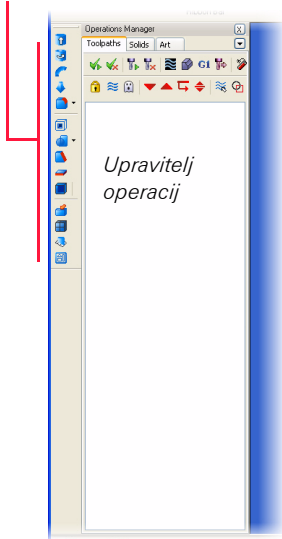 Operations Manager
Toolpaths Solids Art
G1
Upravitelj
operacij